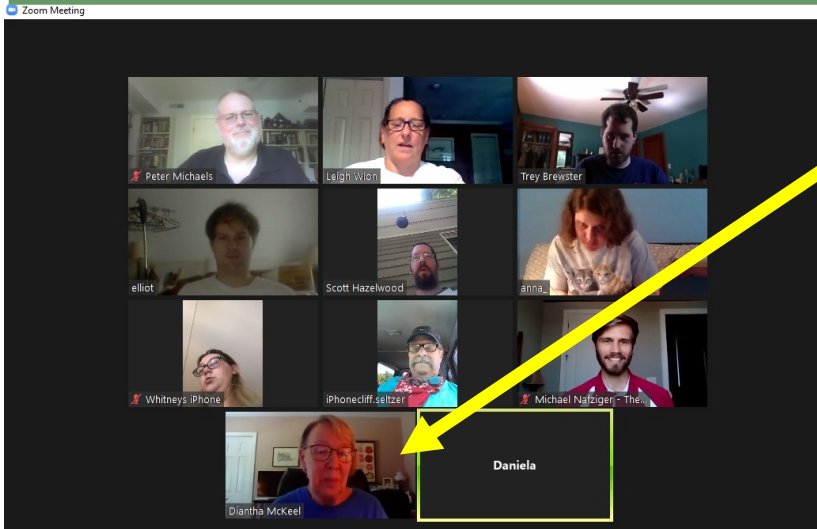 Zoom Meeting
Peter Michaels
Leigh Wion
Trey Brewster
elliot
Scott Hazelwood
anna_
Whitneys iPhone
iPhonecliff.seltzer
Michael Nafziger - The...
Diantha McKeel
Daniela